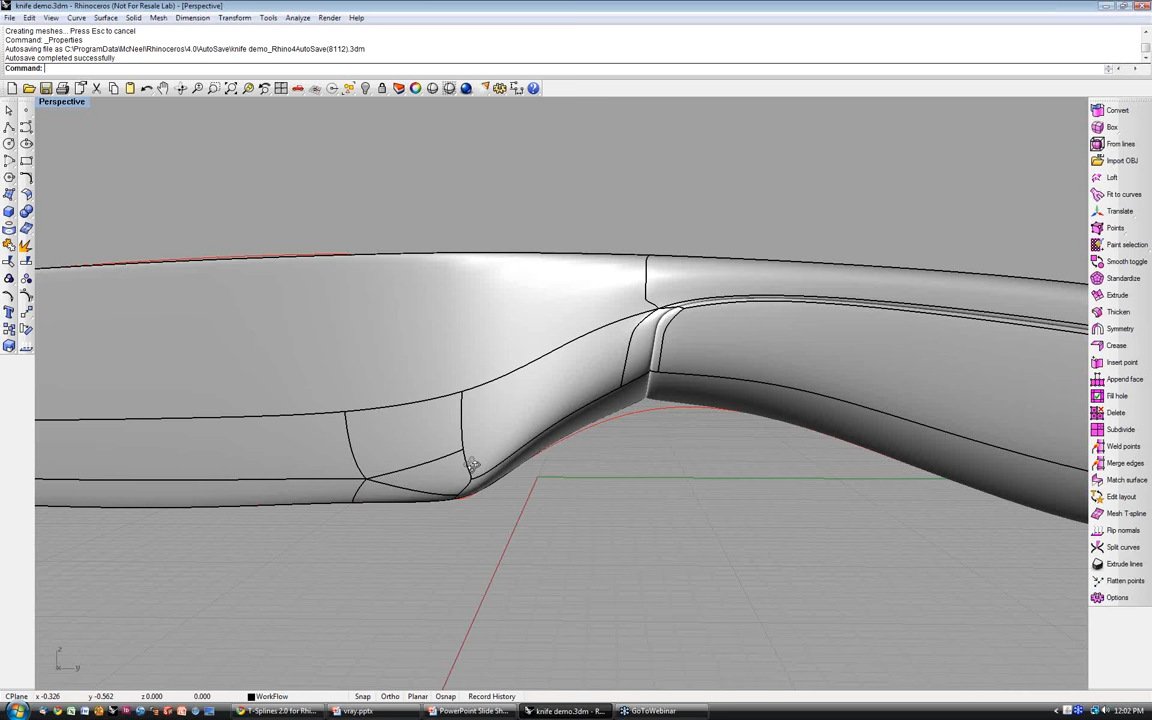 knife demo.3dm - Rhinoceros (Not For Resale Lab) - [Perspective]
File Edit View Curve Surface Solid Mesh Dimension Transform Tools Analyze Render Help
Creating meshes... Press Esc to cancel
Command: _Properties
Autosaving file as C:\ProgramData\McNeel\Rhinoceros\4.0\AutoSave\knife demo_Rhino4AutoSave(8112).3dm
Autosave completed successfully
Command:
Perspective
Convert
Box
From lines
Import OBJ
Loft
Fit to curves
Translate
Points
Paint selection
Smooth toggle
Standardize
Extrude
Thicken
Symmetry
Crease
Insert point
Append face
Fill hole
Delete
Subdivide
Weld points
Merge edges
Match surface
Edit layout
Mesh T-spline
Flip normals
Split curves
Extrude lines
Flatten points
Options
z
y
CPlane x -0.326 y -0.562 z 0.000 0.000 WorkFlow Snap Ortho Planar Osnap Record History
T-Splines 2.0 for Rhi... vray.pptx PowerPoint Slide Sh... knife demo.3dm - R... GoToWebinar 12:02 PM